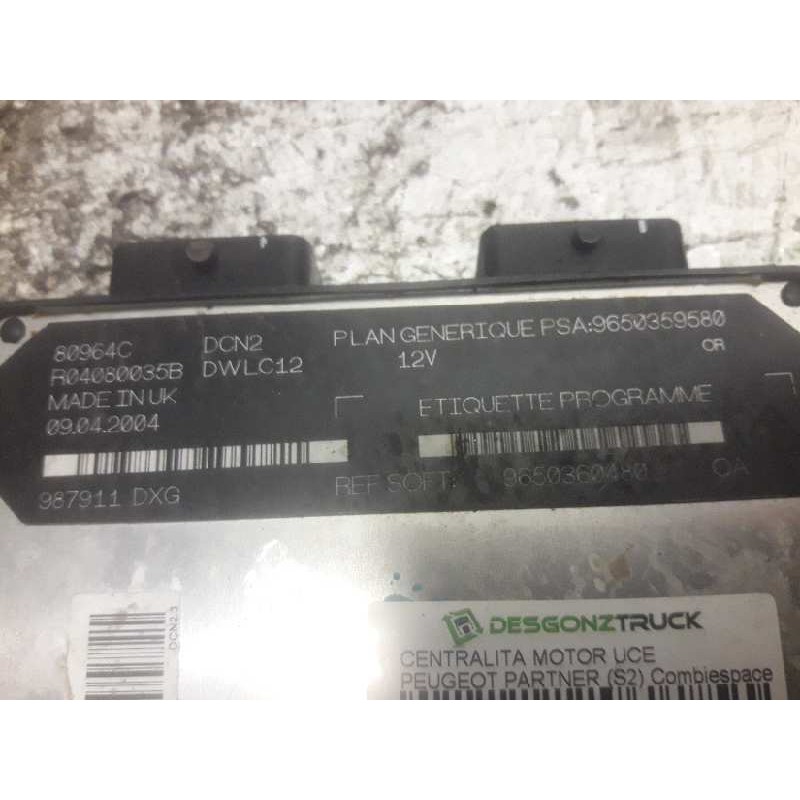 80964C DCN2 PLAN GENERIQUE PSA:9650359580
R04080035B DWLC12 12V OR
MADE IN UK
ETIQUETTE PROGRAMME
09.04.2004
REF SOFT: 9650360480 OA
987911 DXG
DCN2.3
DESGONZTRUCK
CENTRALITA MOTOR UCE
PEUGEOT PARTNER (S2) Combiespace